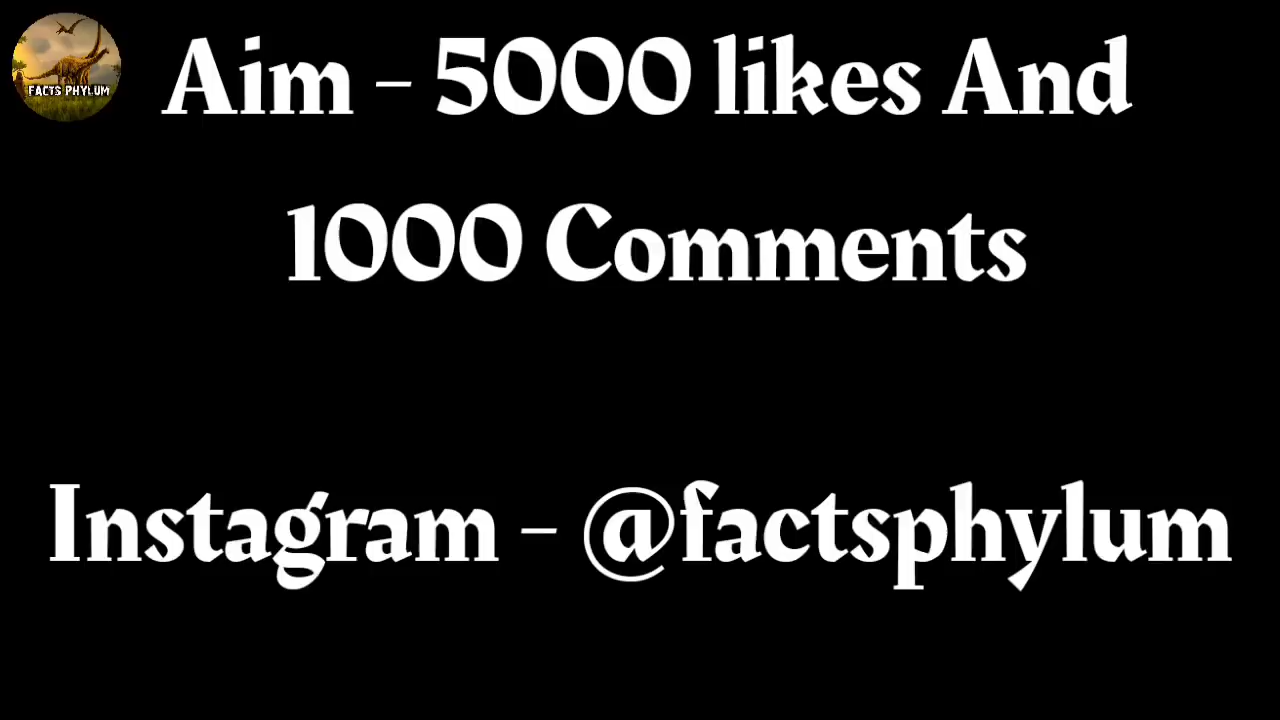 FACTS PHYLUM
Aim - 5000 likes And
1000 Comments
Instagram - @factsphylum